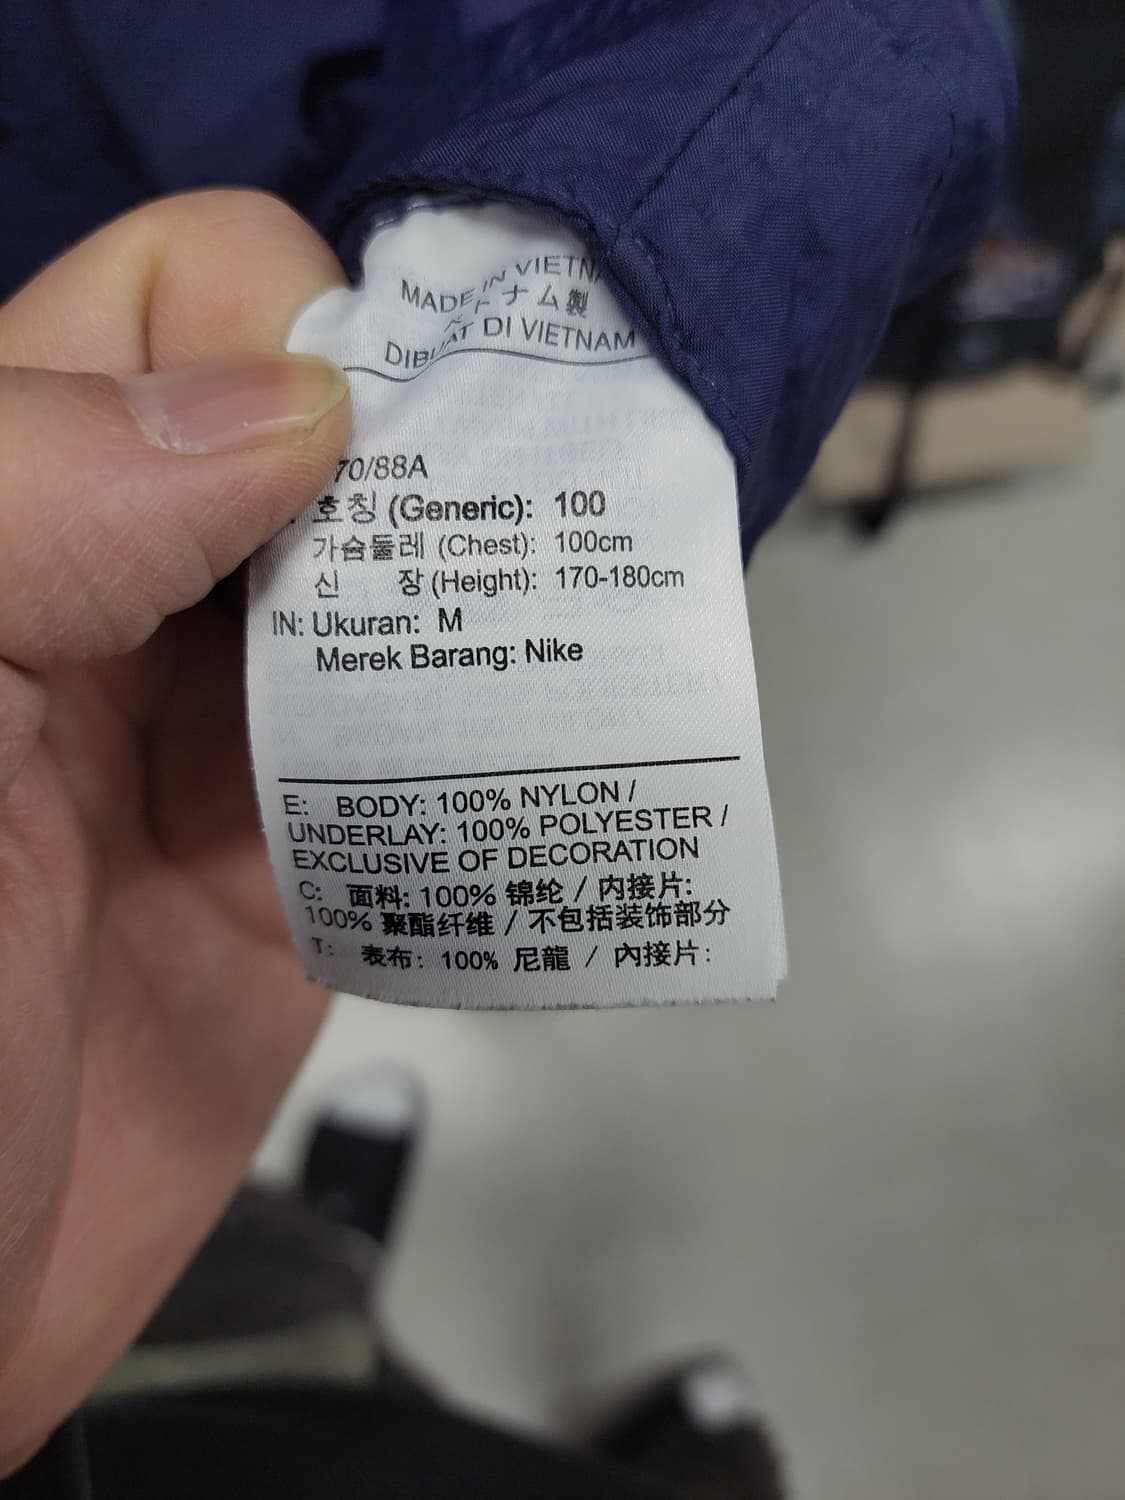 MADE IN VIETN
ベトナム製
DIBUAT DI VIETNAM
70/88A
호칭 (Generic): 100
가슴둘레 (Chest): 100cm
신 장 (Height): 170-180cm
IN: Ukuran: M
Merek Barang: Nike
E: BODY: 100% NYLON /
UNDERLAY: 100% POLYESTER /
EXCLUSIVE OF DECORATION
C: 面料: 100% 锦纶 / 内接片:
100% 聚酯纤维 / 不包括装饰部分
T: 表布: 100% 尼龍 / 內接片: